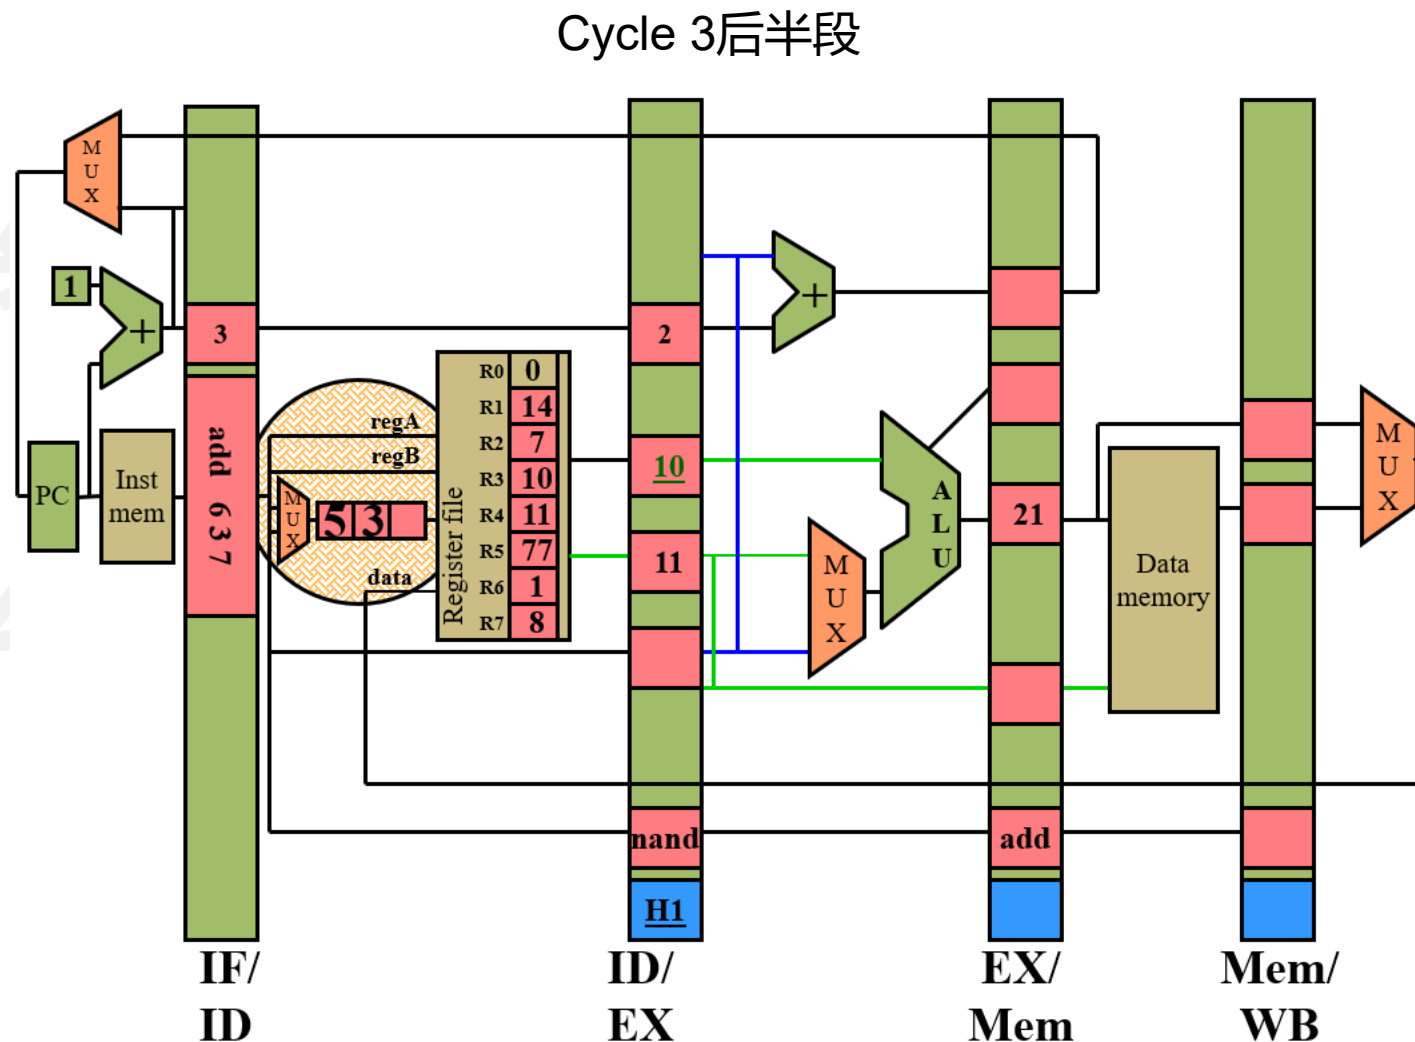 Cycle 3后半段
M
U
X
1
+
3
2
+
R0 0
R1 14
R2 7
R3 10
R4 11
R5 77
R6 1
R7 8
Register file
regA
regB
M
U
X
5 3
data
add 6 3 7
PC
Inst
mem
10
11
A
L
U
M
U
X
21
Data
memory
M
U
X
nand
add
H1
IF/
ID
ID/
EX
EX/
Mem
Mem/
WB